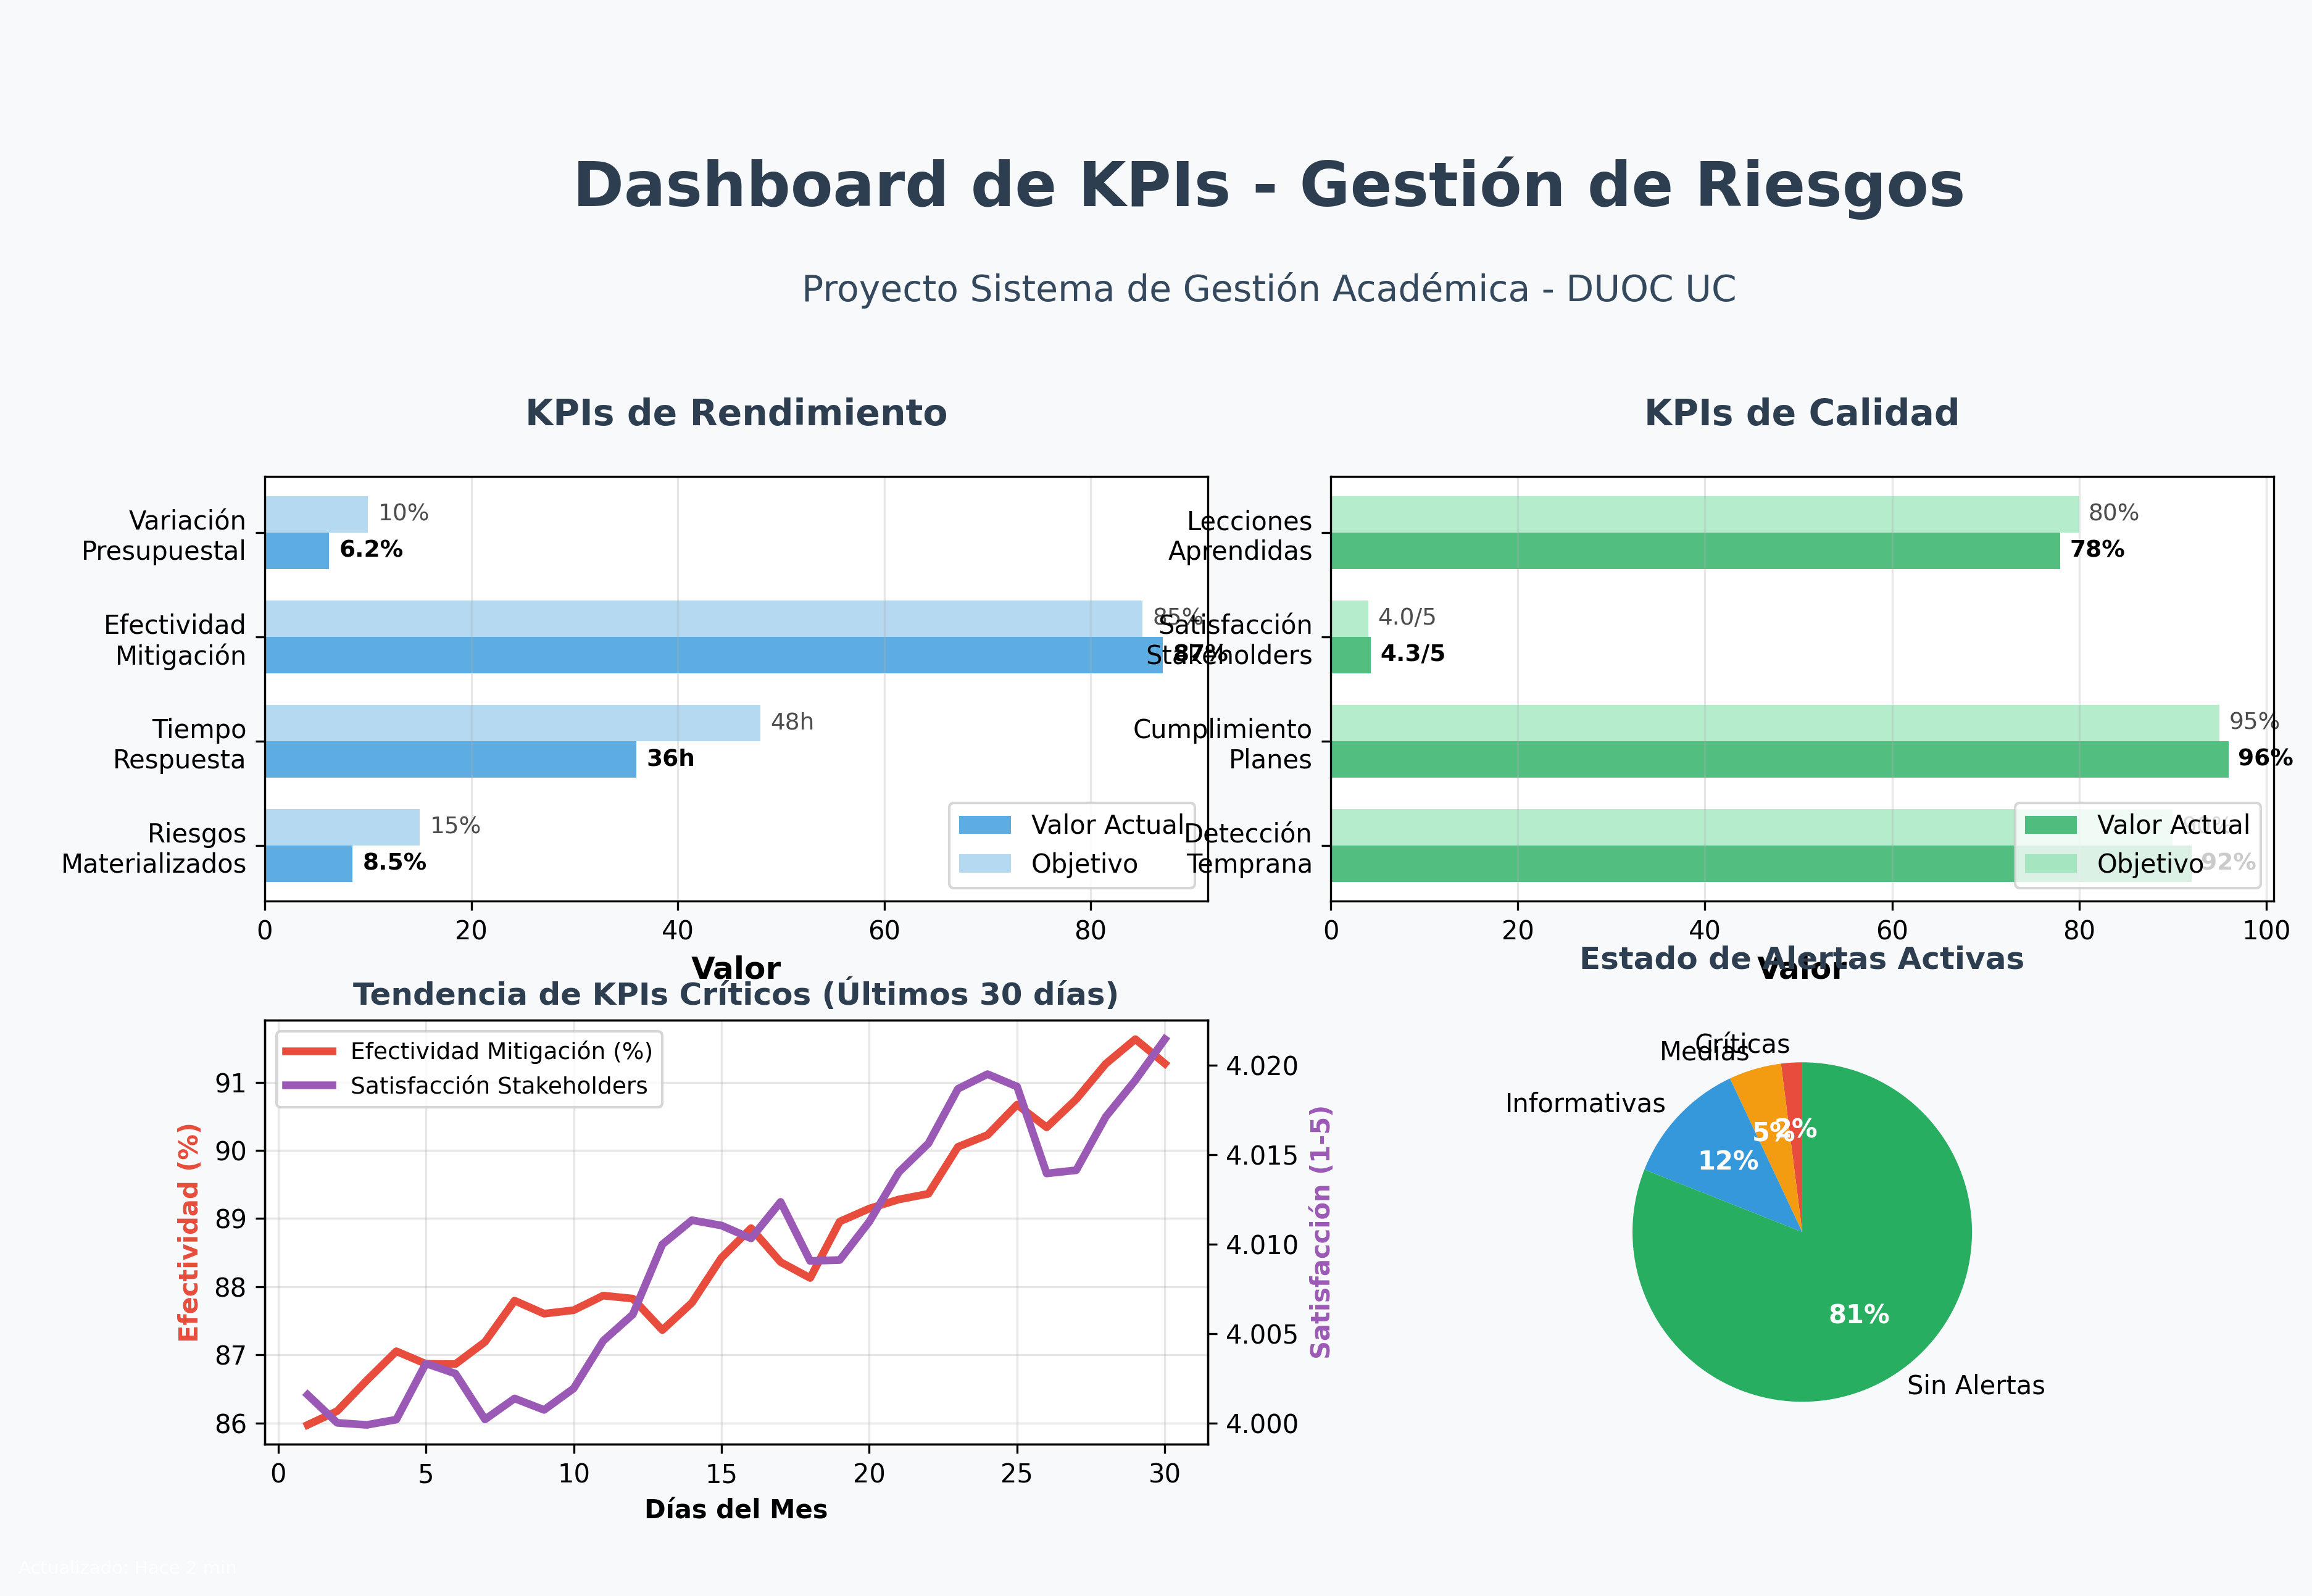 Dashboard de KPIs - Gestión de Riesgos
Proyecto Sistema de Gestión Académica - DUOC UC
KPIs de Rendimiento
Variación
Presupuestal
10%
6.2%
Efectividad
Mitigación
85%
87%
Tiempo
Respuesta
48h
36h
Riesgos
Materializados
15%
8.5%
Valor Actual
Objetivo
0 20 40 60 80
Valor
KPIs de Calidad
Lecciones
Aprendidas
80%
78%
Satisfacción
Stakeholders
4.0/5
4.3/5
Cumplimiento
Planes
95%
96%
Detección
Temprana
92%
Valor Actual
Objetivo
0 20 40 60 80 100
Valor
Tendencia de KPIs Críticos (Últimos 30 días)
Efectividad Mitigación (%)
Satisfacción Stakeholders
Efectividad (%)
91
90
89
88
87
86
4.020
4.015
4.010
4.005
4.000
Satisfacción (1-5)
0 5 10 15 20 25 30
Días del Mes
Estado de Alertas Activas
Críticas
Medias
Informativas
Sin Alertas
2%
5%
12%
81%
Actualizado: Hace 2 min